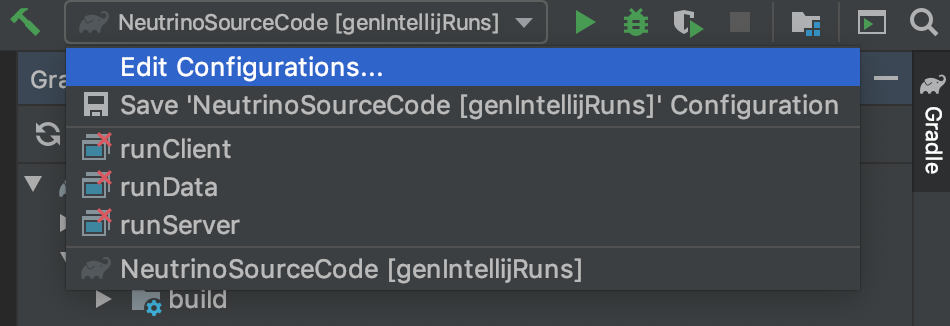 NeutrinoSourceCode [genIntellijRuns]
Gra
Edit Configurations...
Save 'NeutrinoSourceCode [genIntellijRuns]' Configuration
runClient
runData
runServer
NeutrinoSourceCode [genIntellijRuns]
build
Gradle